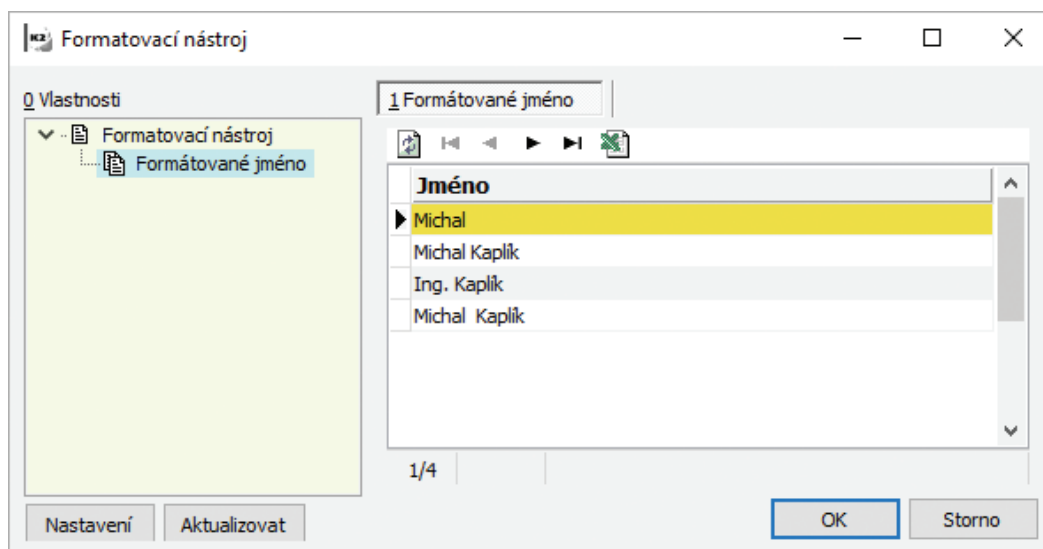 K2 Formatovací nástroj
0 Vlastnosti
Formatovací nástroj
Formátované jméno
1 Formátované jméno
Jméno
Michal
Michal Kaplík
Ing. Kaplík
Michal  Kaplík
1/4
Nastavení
Aktualizovat
OK
Storno